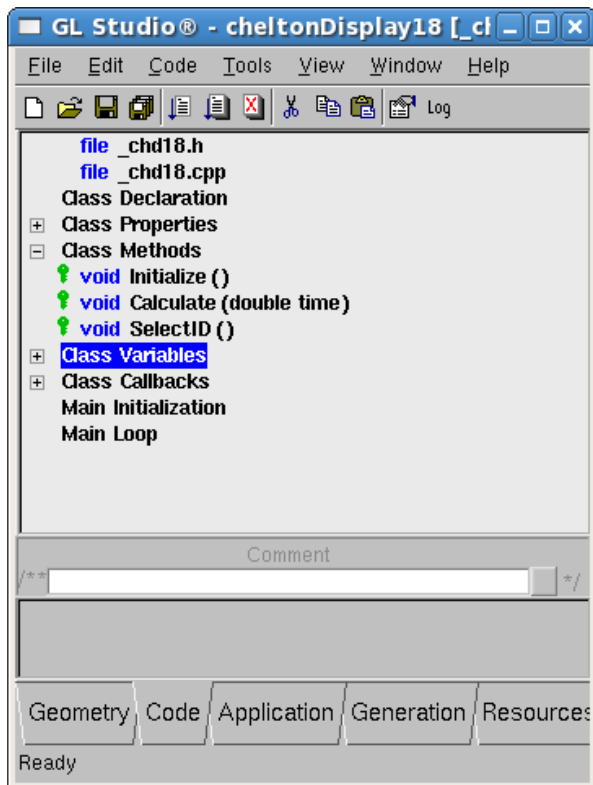 GL Studio® - cheltonDisplay18 [_cl
File Edit Code Tools View Window Help
Log
file _chd18.h
file _chd18.cpp
Class Declaration
Class Properties
Class Methods
void Initialize ()
void Calculate (double time)
void SelectID ()
Class Variables
Class Callbacks
Main Initialization
Main Loop
Comment
/** */
Geometry Code Application Generation Resources
Ready